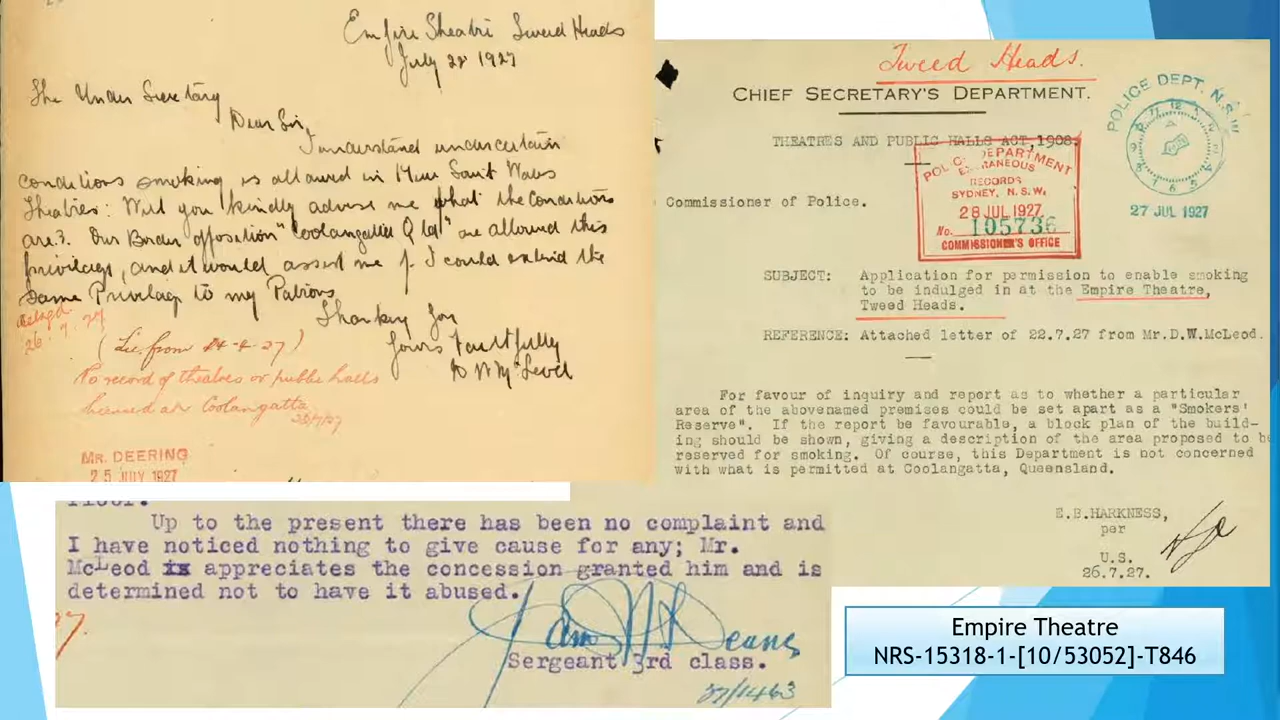 Empire Theatre Tweed Heads
July 22 1927
The Under Secretary
Dear Sir,
I understand under certain
conditions smoking is allowed in New South Wales
Theatres: Will you kindly advise me what the Conditions
are?. Our Border opposition "Coolangatta Q ld" are allowed this
privilage, and it would assist me if I could extend the
same Privilage to my Patrons
Thanking you
Yours Faithfully
D W McLeod
26.7.27
(Lic. from 4-27)
No record of theatres or public halls
licensed at Coolangatta
25/7/27
MR. DEERING
25 JULY 1927
Tweed Heads.
CHIEF SECRETARY'S DEPARTMENT.
POLICE DEPT. N.S.W.
27 JUL 1927
THEATRES AND PUBLIC HALLS ACT,1908.
POLICE DEPARTMENT
RECORDS
SYDNEY, N.S.W.
28 JUL 1927
No. 105736
COMMISSIONER'S OFFICE
Commissioner of Police.
SUBJECT: Application for permission to enable smoking
to be indulged in at the Empire Theatre,
Tweed Heads.
REFERENCE: Attached letter of 22.7.27 from Mr.D.W.McLeod.
For favour of inquiry and report as to whether a particular
area of the abovenamed premises could be set apart as a "Smokers'
Reserve". If the report be favourable, a block plan of the build-
ing should be shown, giving a description of the area proposed to be
reserved for smoking. Of course, this Department is not concerned
with what is permitted at Coolangatta, Queensland.
E.B.HARKNESS,
per
U.S.
26.7.27.
floor.
Up to the present there has been no complaint and
I have noticed nothing to give cause for any; Mr.
McLeod is appreciates the concession granted him and is
determined not to have it abused.
Sergeant 3rd class.
Empire Theatre
NRS-15318-1-[10/53052]-T846